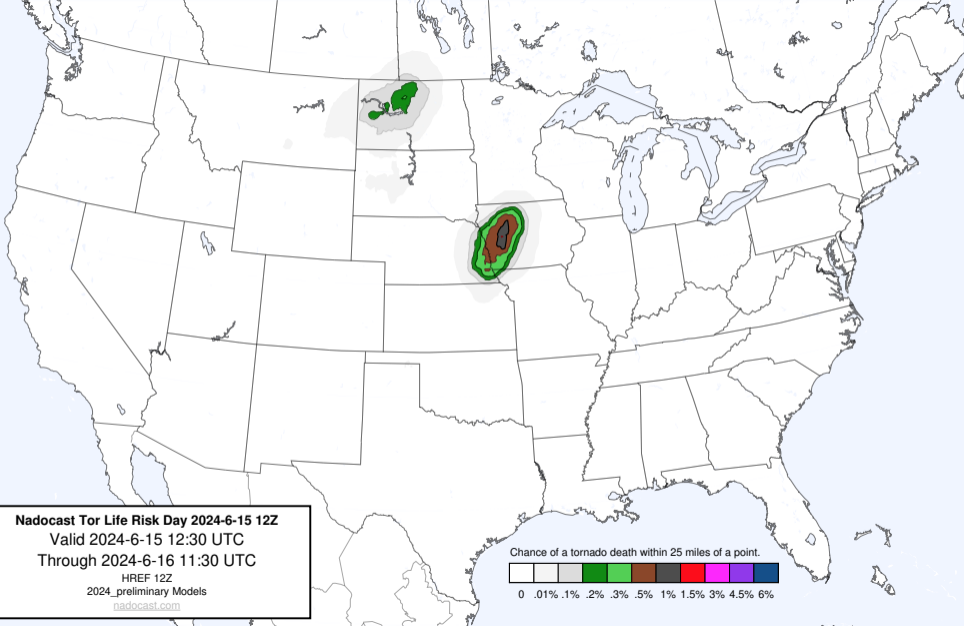 Nadocast Tor Life Risk Day 2024-6-15 12Z
Valid 2024-6-15 12:30 UTC
Through 2024-6-16 11:30 UTC
HREF 12Z
2024_preliminary Models
nadocast.com
Chance of a tornado death within 25 miles of a point.
0 .01% .1% .2% .3% .5% 1% 1.5% 3% 4.5% 6%